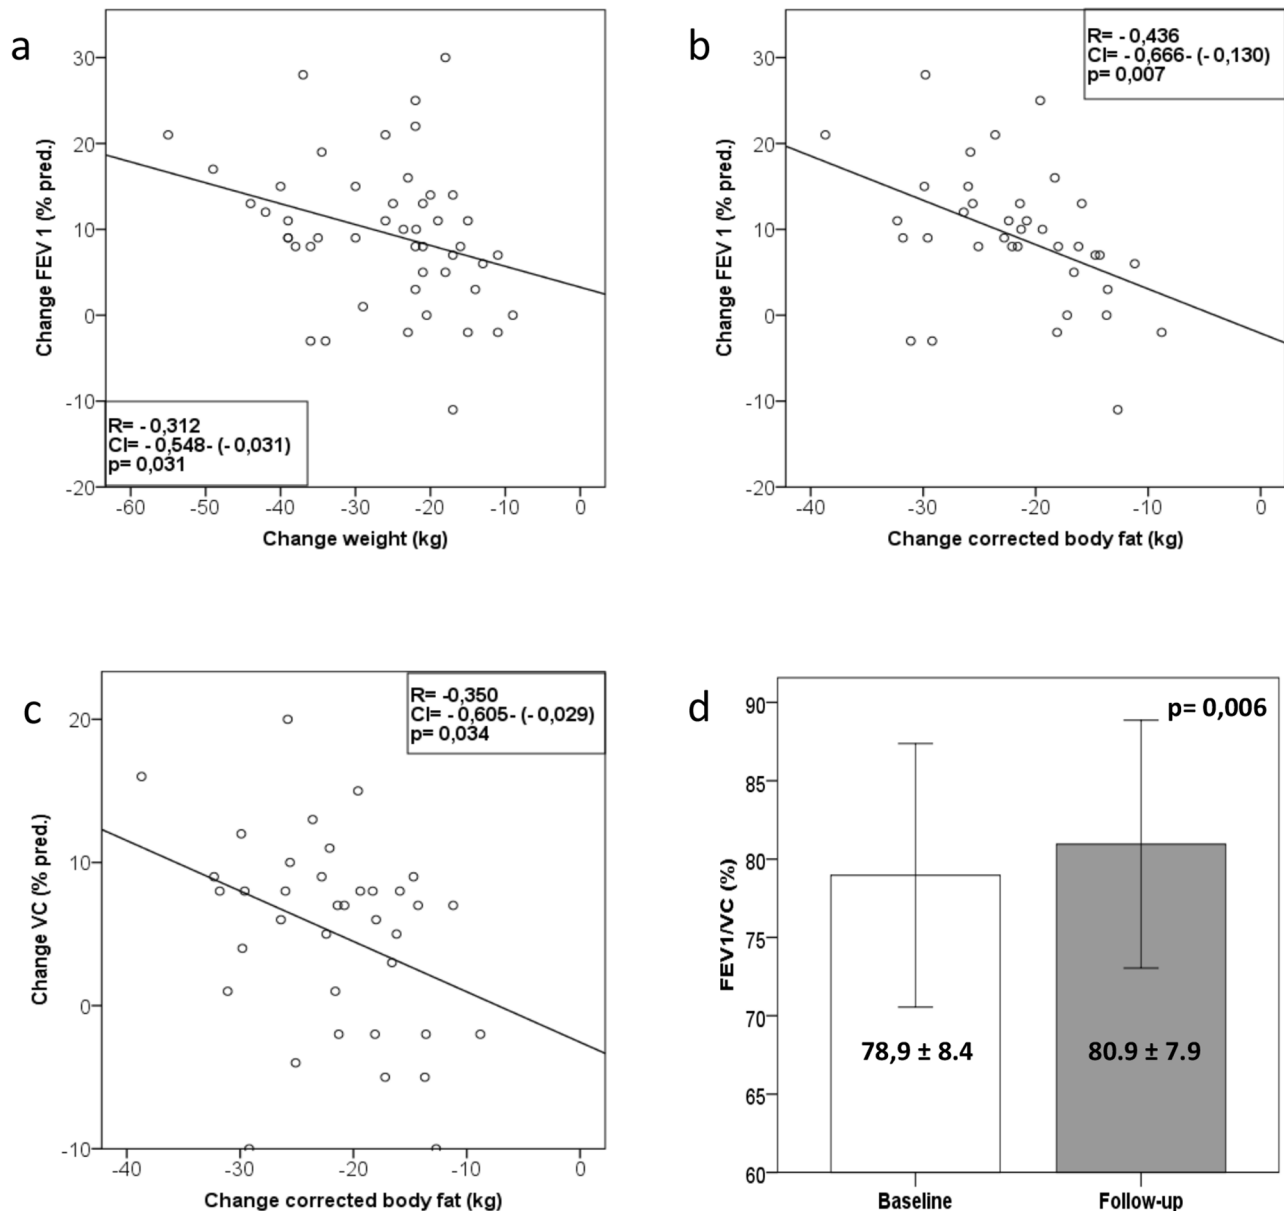 a
Change FEV 1 (% pred.)
30
20
10
0
-10
-20
R= - 0,312
CI= - 0,548- (- 0,031)
p= 0,031
-60 -50 -40 -30 -20 -10 0
Change weight (kg)
b
Change FEV 1 (% pred.)
30
20
10
0
-10
-20
R= - 0,436
CI= - 0,666- (- 0,130)
p= 0,007
-40 -30 -20 -10 0
Change corrected body fat (kg)
c
Change VC (% pred.)
20
10
0
-10
R= -0,350
CI= - 0,605- (- 0,029)
p= 0,034
-40 -30 -20 -10 0
Change corrected body fat (kg)
d
FEV1/VC (%)
90
85
80
75
70
65
60
p= 0,006
78,9 ± 8.4 80.9 ± 7.9
Baseline Follow-up